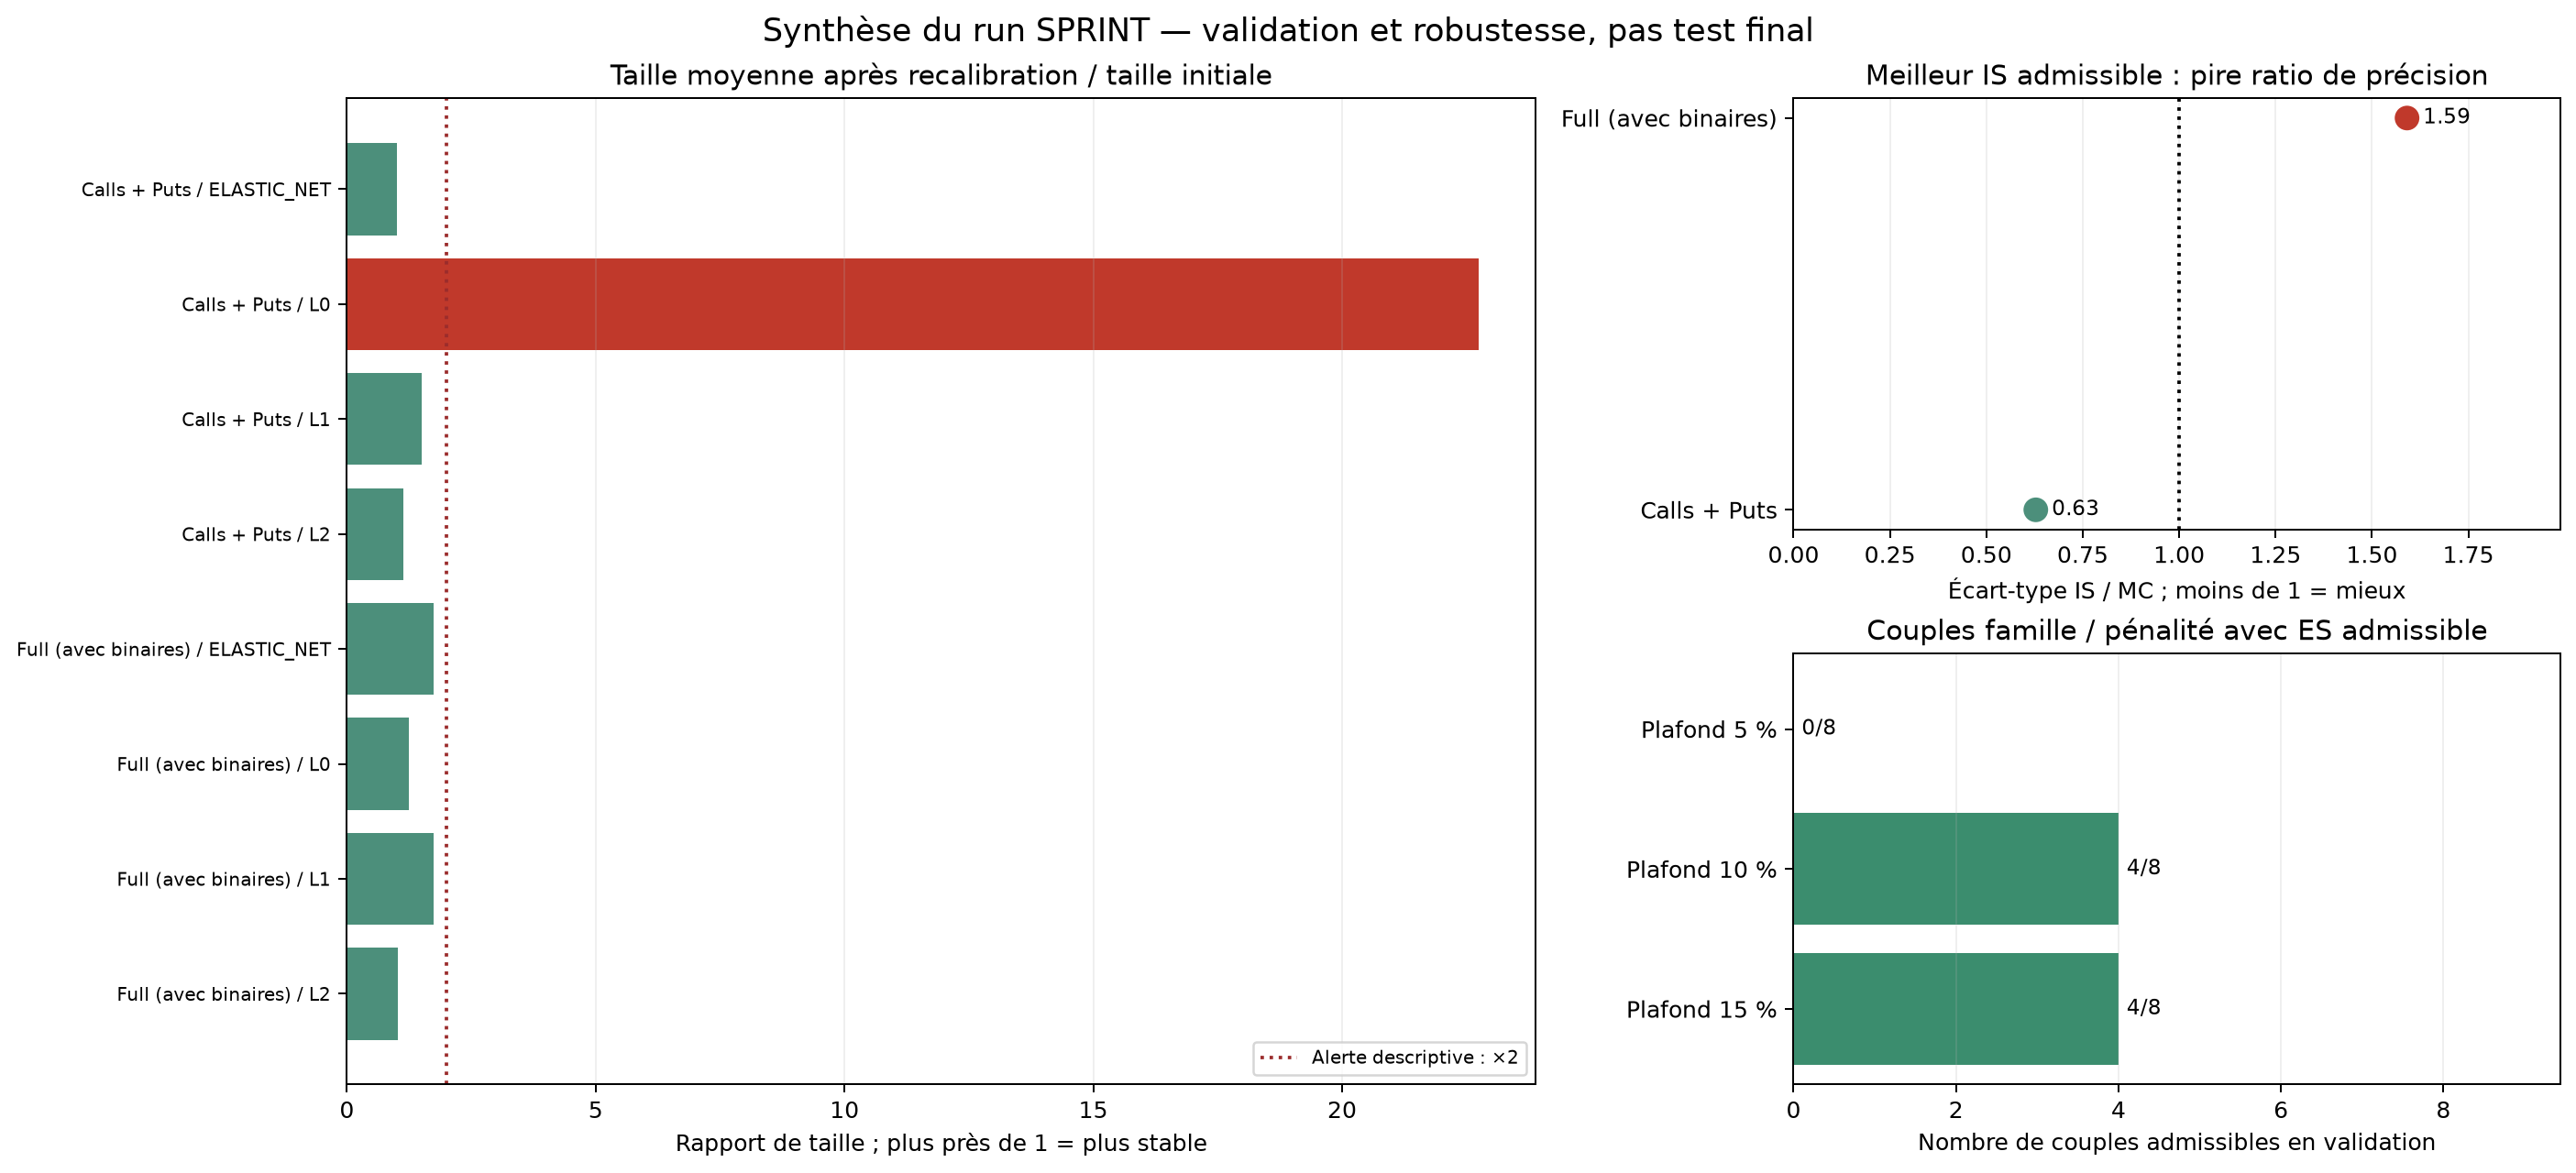 Synthèse du run SPRINT — validation et robustesse, pas test final
Taille moyenne après recalibration / taille initiale
Calls + Puts / ELASTIC_NET
Calls + Puts / L0
Calls + Puts / L1
Calls + Puts / L2
Full (avec binaires) / ELASTIC_NET
Full (avec binaires) / L0
Full (avec binaires) / L1
Full (avec binaires) / L2
Alerte descriptive : ×2
0 5 10 15 20
Rapport de taille ; plus près de 1 = plus stable
Meilleur IS admissible : pire ratio de précision
Full (avec binaires)
1.59
Calls + Puts
0.63
0.00 0.25 0.50 0.75 1.00 1.25 1.50 1.75
Écart-type IS / MC ; moins de 1 = mieux
Couples famille / pénalité avec ES admissible
Plafond 5 %
0/8
Plafond 10 %
4/8
Plafond 15 %
4/8
0 2 4 6 8
Nombre de couples admissibles en validation